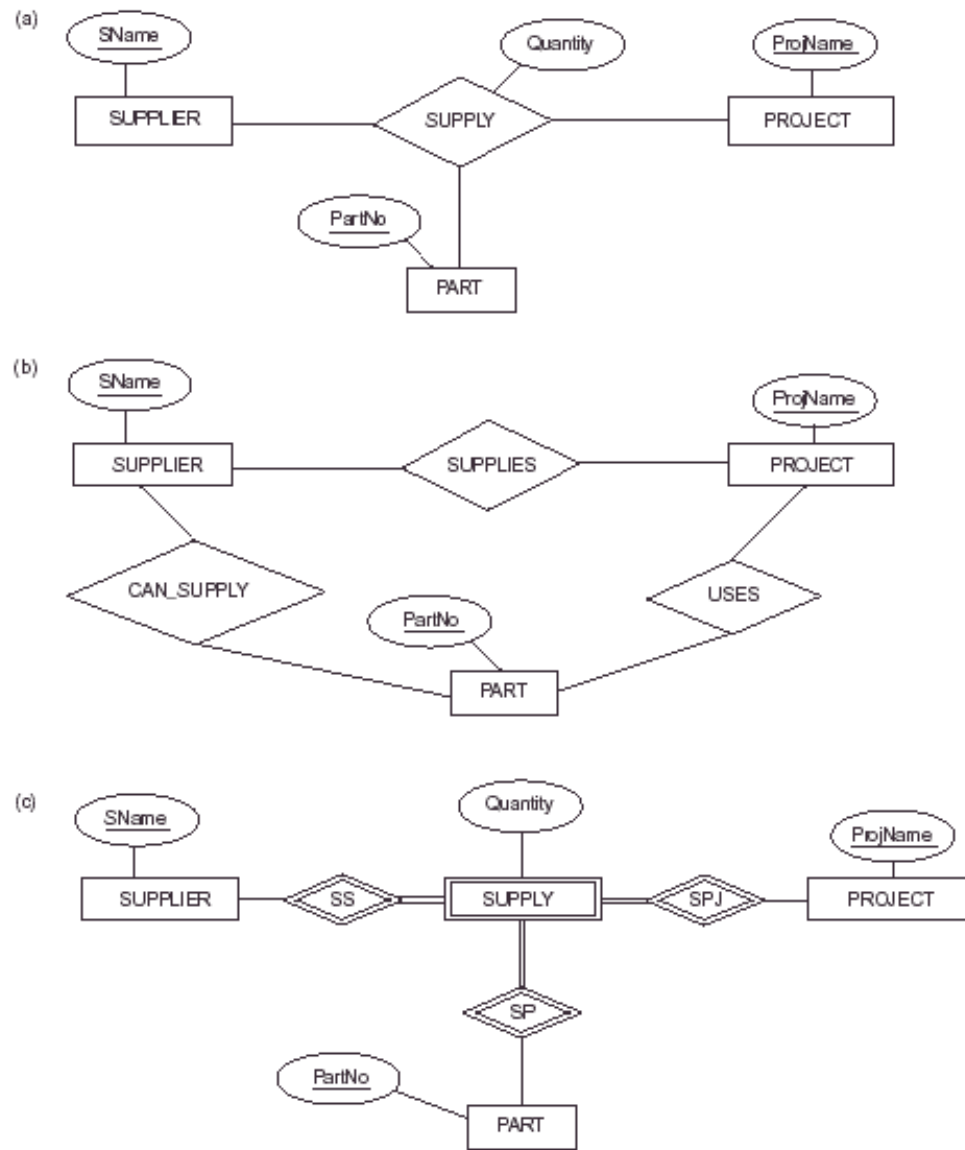 (a)
SName
Quantity
ProjName
SUPPLIER
SUPPLY
PROJECT
PartNo
PART
(b)
SName
ProjName
SUPPLIER
SUPPLIES
PROJECT
CAN_SUPPLY
USES
PartNo
PART
(c)
SName
Quantity
ProjName
SUPPLIER
SS
SUPPLY
SPJ
PROJECT
SP
PartNo
PART